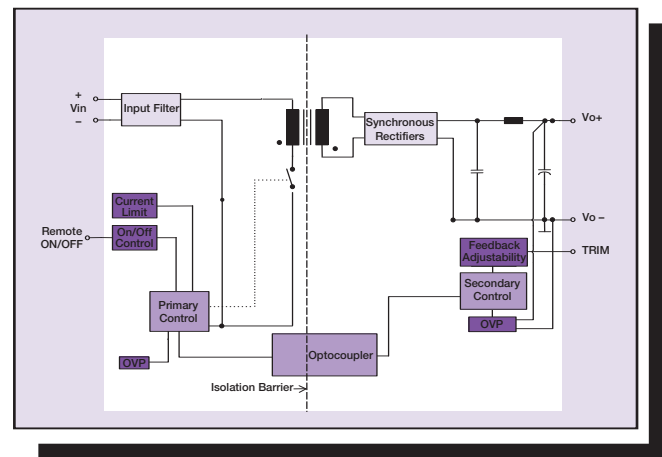 +
Vin
–
Input Filter
Synchronous
Rectifiers
Vo+
Current
Limit
Remote
ON/OFF
On/Off
Control
Vo –
Feedback
Adjustability
TRIM
Primary
Control
Secondary
Control
OVP
OVP
Optocoupler
Isolation Barrier